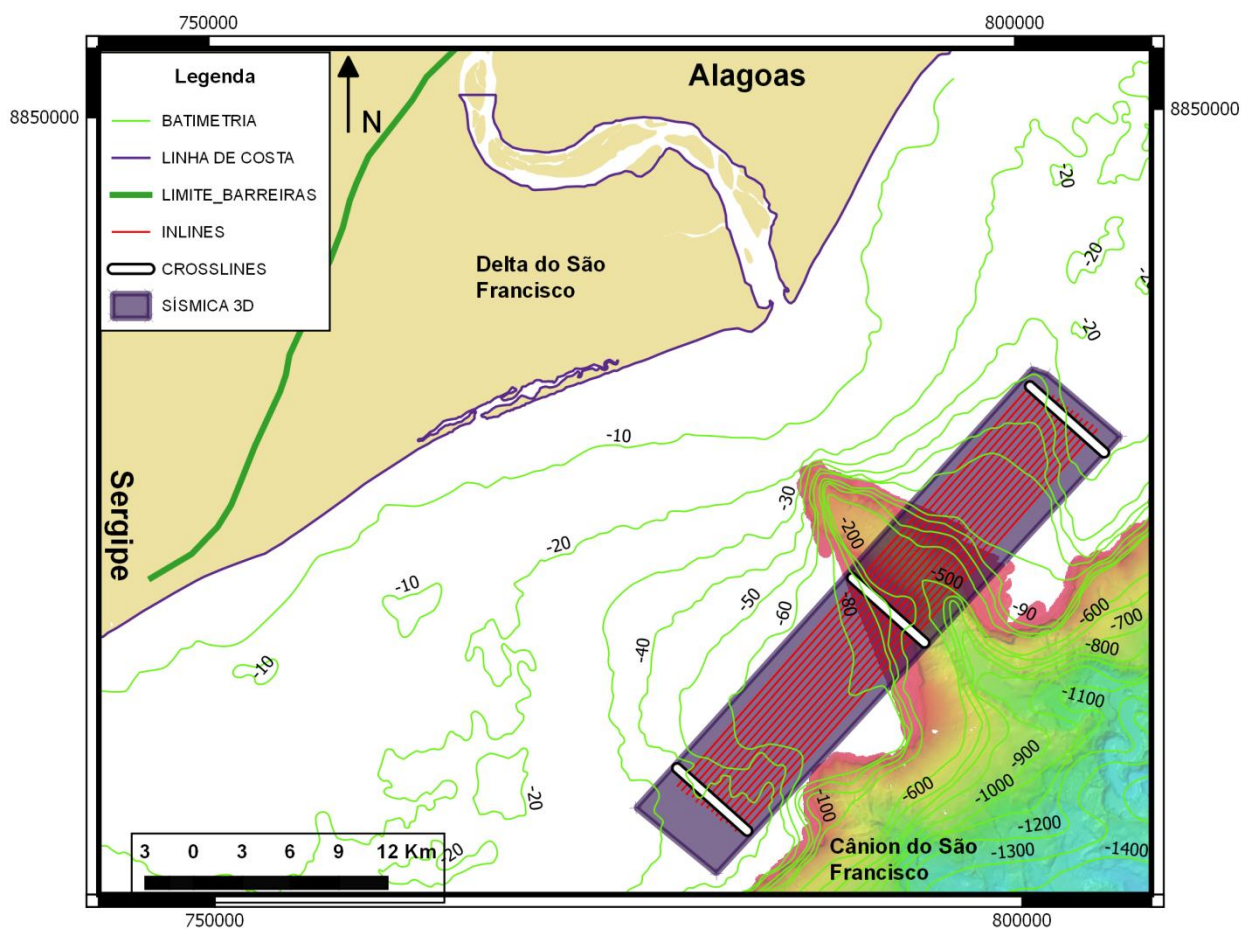 750000
800000
8850000
8850000
Legenda
BATIMETRIA
LINHA DE COSTA
LIMITE_BARREIRAS
INLINES
CROSSLINES
SÍSMICA 3D
N
Alagoas
Delta do São
Francisco
Sergipe
-20
-20
-20
-10
-30
-200
-20
-500
-10
-50
-80
-90
-600
-60
-700
-40
-800
-10
-1100
-900
-600
-1000
-20
-100
-1200
-20
-1300
-1400
Cânion do São
Francisco
3 0 3 6 9 12 Km
750000
800000